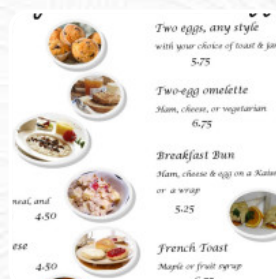 Two eggs, any style
with your choice of toast & jam
5.75
Two-egg omelette
Ham, cheese, or vegetarian
6.75
Breakfast Bun
Ham, cheese & egg on a Kaiser
or a wrap
5.25
and
4.50
4.50
French Toast
Maple or fruit syrup